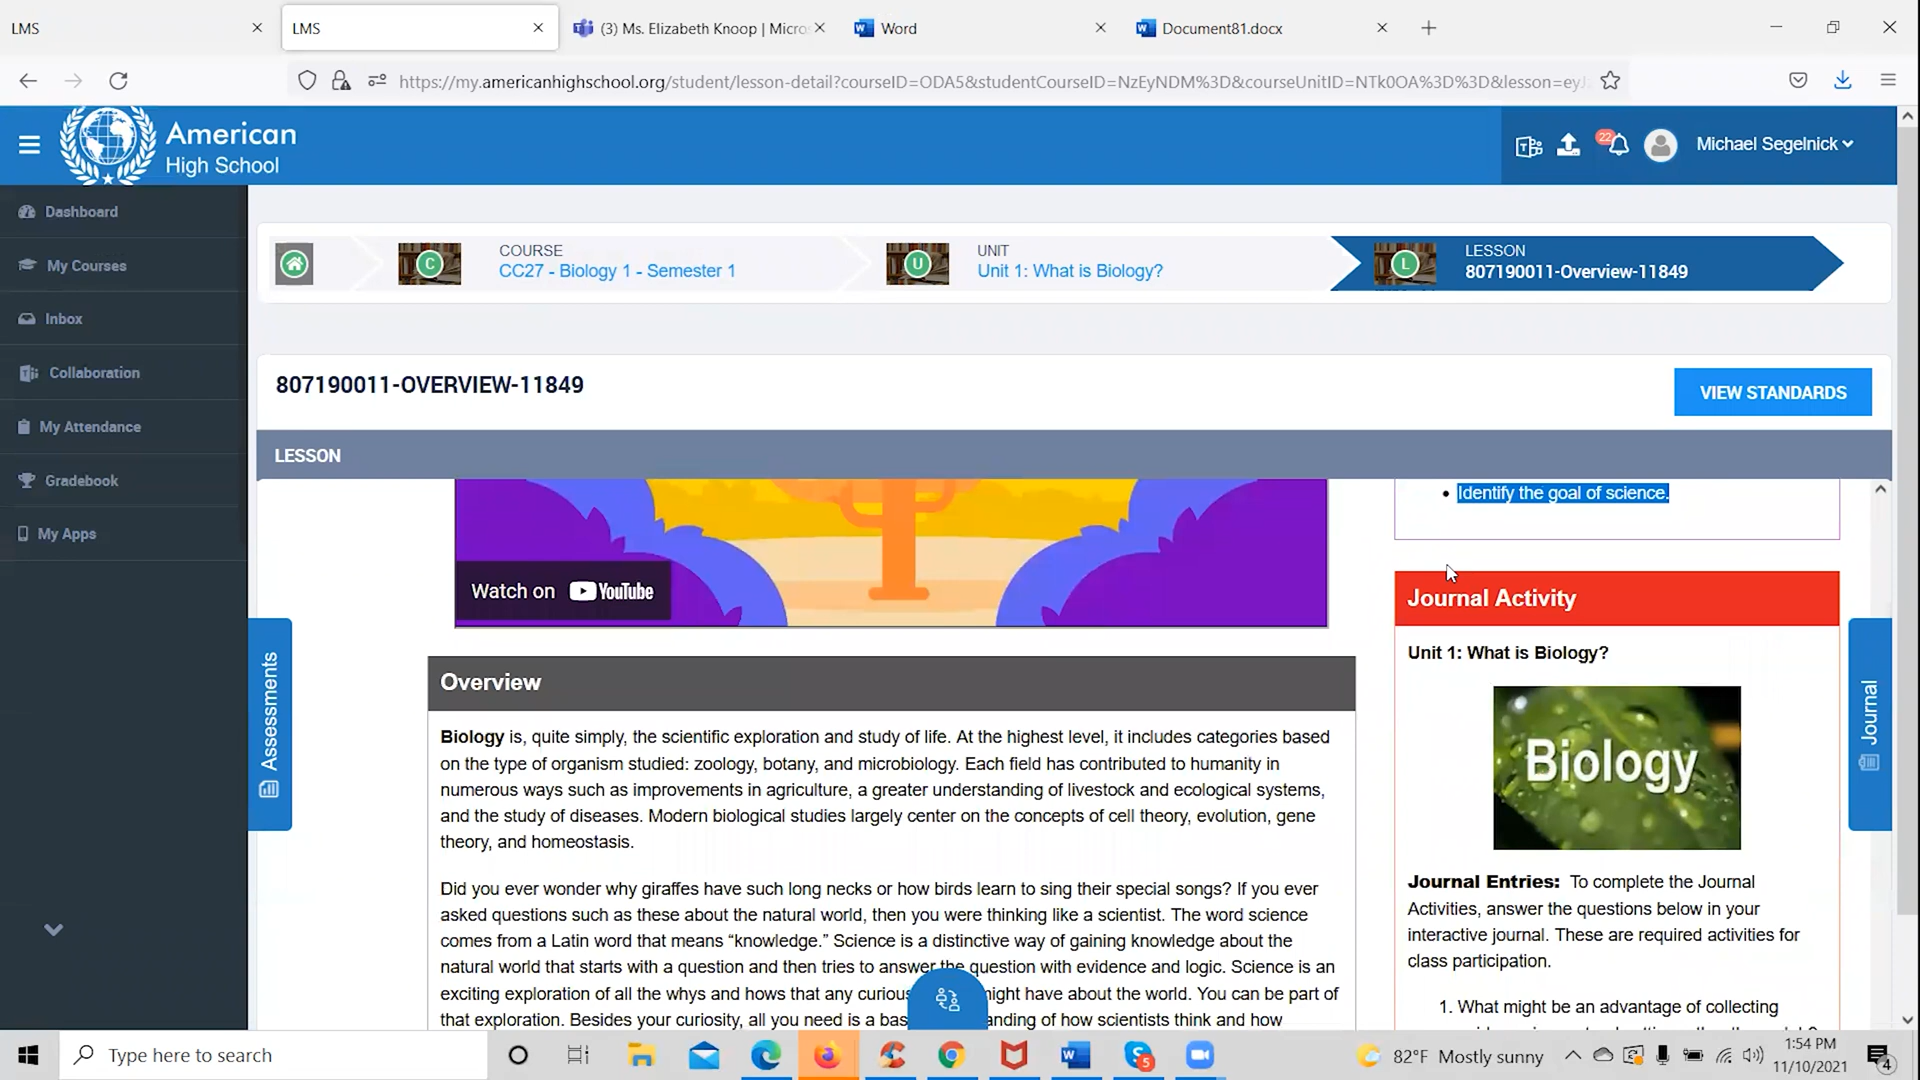 LMS
LMS
(3) Ms. Elizabeth Knoop | Micro
Word
Document81.docx
https://my.americanhighschool.org/student/lesson-detail?courseID=ODA5&studentCourseID=NzEyNDM%3D&courseUnitID=NTk0OA%3D%3D&lesson=eyJ
American
High School
22
Michael Segelnick
Dashboard
My Courses
Inbox
Collaboration
My Attendance
Gradebook
My Apps
C
COURSE
CC27 - Biology 1 - Semester 1
U
UNIT
Unit 1: What is Biology?
L
LESSON
807190011-Overview-11849
807190011-OVERVIEW-11849
VIEW STANDARDS
LESSON
Watch on YouTube
• Identify the goal of science.
Assessments
Journal
Overview
Biology is, quite simply, the scientific exploration and study of life. At the highest level, it includes categories based
on the type of organism studied: zoology, botany, and microbiology. Each field has contributed to humanity in
numerous ways such as improvements in agriculture, a greater understanding of livestock and ecological systems,
and the study of diseases. Modern biological studies largely center on the concepts of cell theory, evolution, gene
theory, and homeostasis.
Did you ever wonder why giraffes have such long necks or how birds learn to sing their special songs? If you ever
asked questions such as these about the natural world, then you were thinking like a scientist. The word science
comes from a Latin word that means “knowledge.” Science is a distinctive way of gaining knowledge about the
natural world that starts with a question and then tries to answer the question with evidence and logic. Science is an
exciting exploration of all the whys and hows that any curious might have about the world. You can be part of
that exploration. Besides your curiosity, all you need is a basic understanding of how scientists think and how
Journal Activity
Unit 1: What is Biology?
Biology
Journal Entries: To complete the Journal
Activities, answer the questions below in your
interactive journal. These are required activities for
class participation.
1. What might be an advantage of collecting
Type here to search
82°F Mostly sunny
1:54 PM
11/10/2021
4